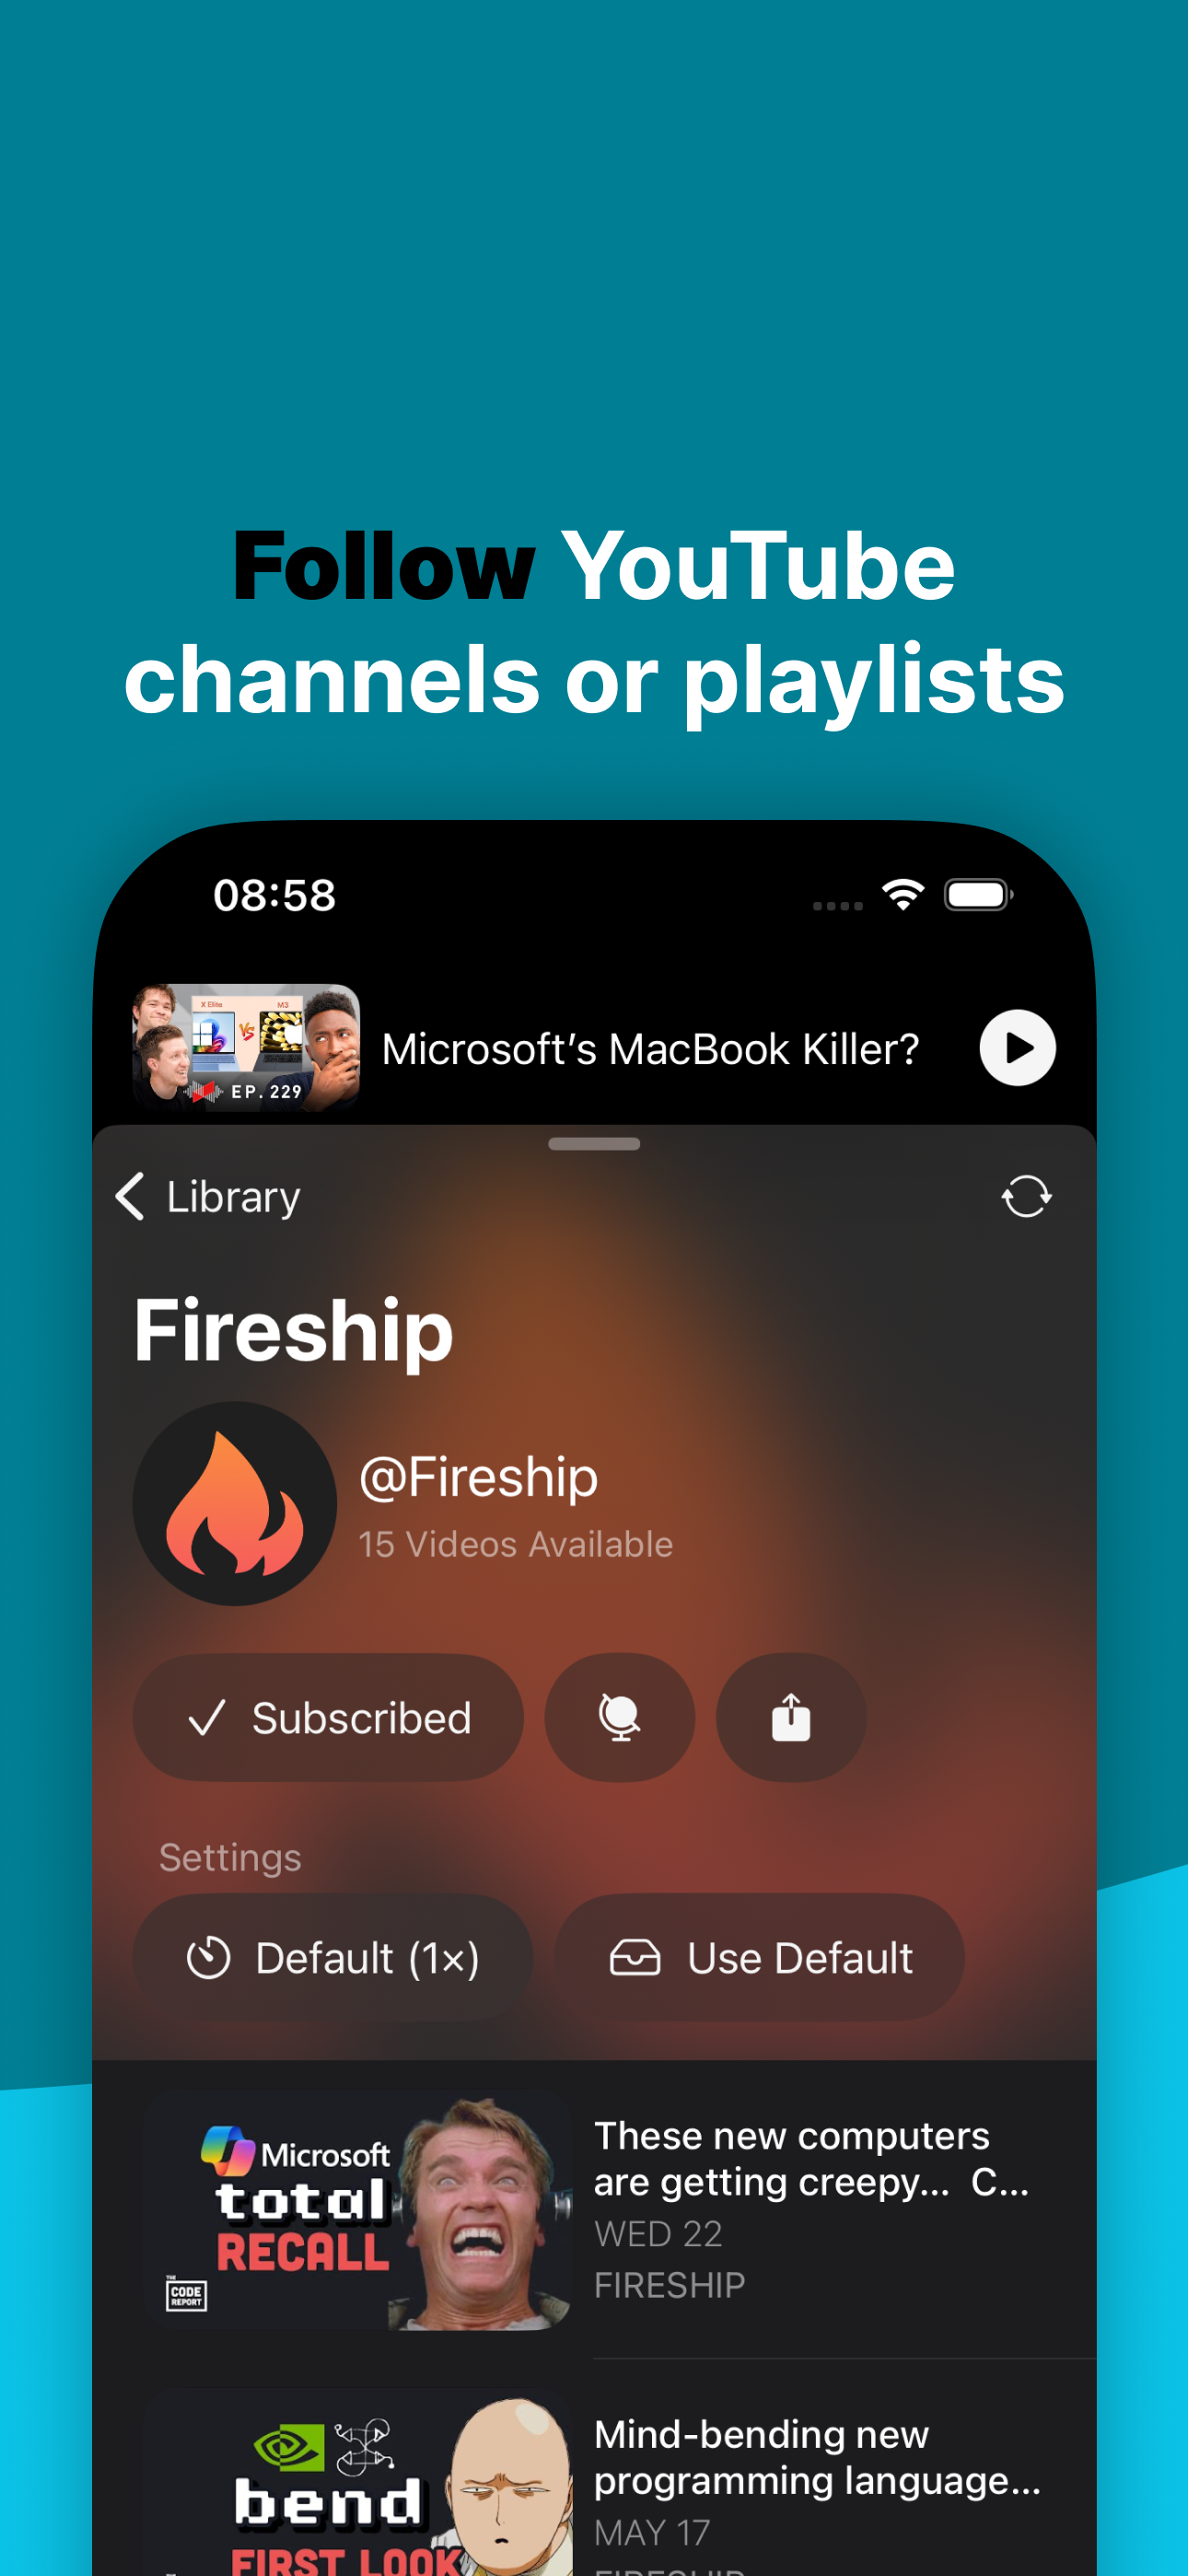 Follow YouTube
channels or playlists
08:58
X Elite
M3
VS
EP. 229
Microsoft’s MacBook Killer?
Library
Fireship
@Fireship
15 Videos Available
Subscribed
Settings
Default (1×)
Use Default
Microsoft
total
RECALL
THE
CODE
REPORT
These new computers
are getting creepy... C...
WED 22
FIRESHIP
bend
FIRST LOOK
Mind-bending new
programming language...
MAY 17
FIRESHIP